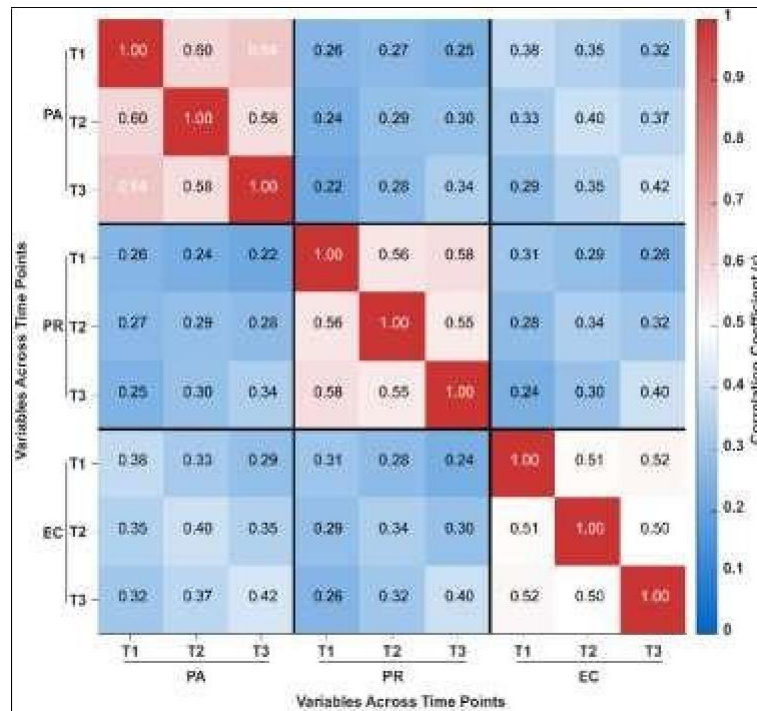 1
T1 1.00 0.60 0.64 0.26 0.27 0.25 0.38 0.35 0.32
0.9
PA T2 0.60 1.00 0.58 0.24 0.29 0.30 0.33 0.40 0.37
0.8
T3 0.64 0.58 1.00 0.22 0.28 0.34 0.29 0.35 0.42
0.7
T1 0.26 0.24 0.22 1.00 0.56 0.58 0.31 0.29 0.26
0.6
PR T2 0.27 0.29 0.28 0.56 1.00 0.55 0.28 0.34 0.32
0.5
0.4
T3 0.25 0.30 0.34 0.58 0.55 1.00 0.24 0.30 0.40
0.3
T1 0.38 0.33 0.29 0.31 0.28 0.24 1.00 0.51 0.52
0.2
EC T2 0.35 0.40 0.35 0.29 0.34 0.30 0.51 1.00 0.50
0.1
T3 0.32 0.37 0.42 0.26 0.32 0.40 0.52 0.50 1.00
0
T1 T2 T3 T1 T2 T3 T1 T2 T3
PA PR EC
Variables Across Time Points
Variables Across Time Points
Correlation Coefficient (r)